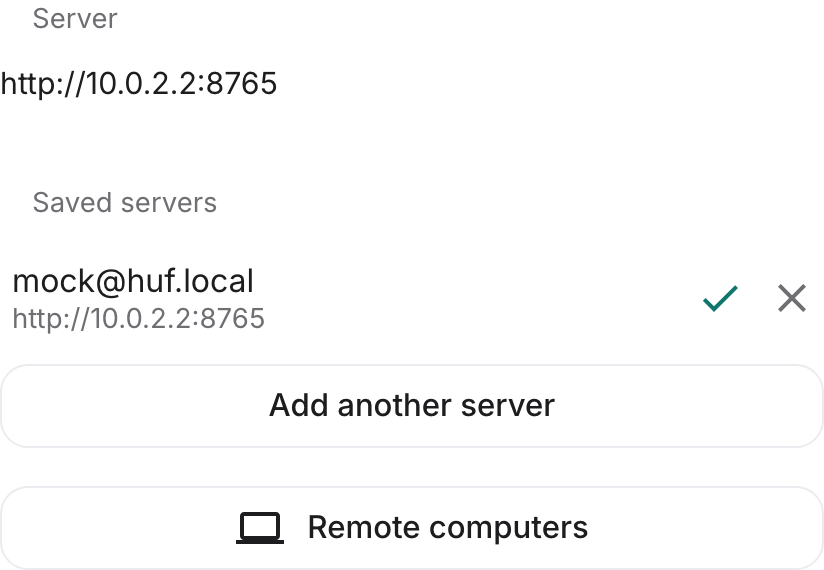 Server
http://10.0.2.2:8765
Saved servers
mock@huf.local
http://10.0.2.2:8765
Add another server
Remote computers